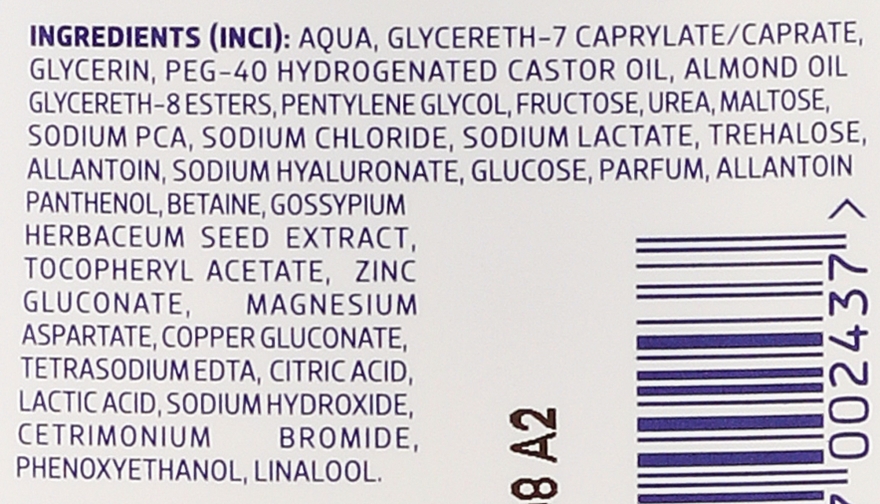 INGREDIENTS (INCI): AQUA, GLYCERETH-7 CAPRYLATE/CAPRATE,
GLYCERIN, PEG-40 HYDROGENATED CASTOR OIL, ALMOND OIL
GLYCERETH-8 ESTERS, PENTYLENE GLYCOL, FRUCTOSE, UREA, MALTOSE,
SODIUM PCA, SODIUM CHLORIDE, SODIUM LACTATE, TREHALOSE,
ALLANTOIN, SODIUM HYALURONATE, GLUCOSE, PARFUM, ALLANTOIN
PANTHENOL, BETAINE, GOSSYPIUM
HERBACEUM SEED EXTRACT,
TOCOPHERYL ACETATE, ZINC
GLUCONATE, MAGNESIUM
ASPARTATE, COPPER GLUCONATE,
TETRASODIUM EDTA, CITRIC ACID,
LACTIC ACID, SODIUM HYDROXIDE,
CETRIMONIUM BROMIDE,
PHENOXYETHANOL, LINALOOL.
8 A2
002437 >